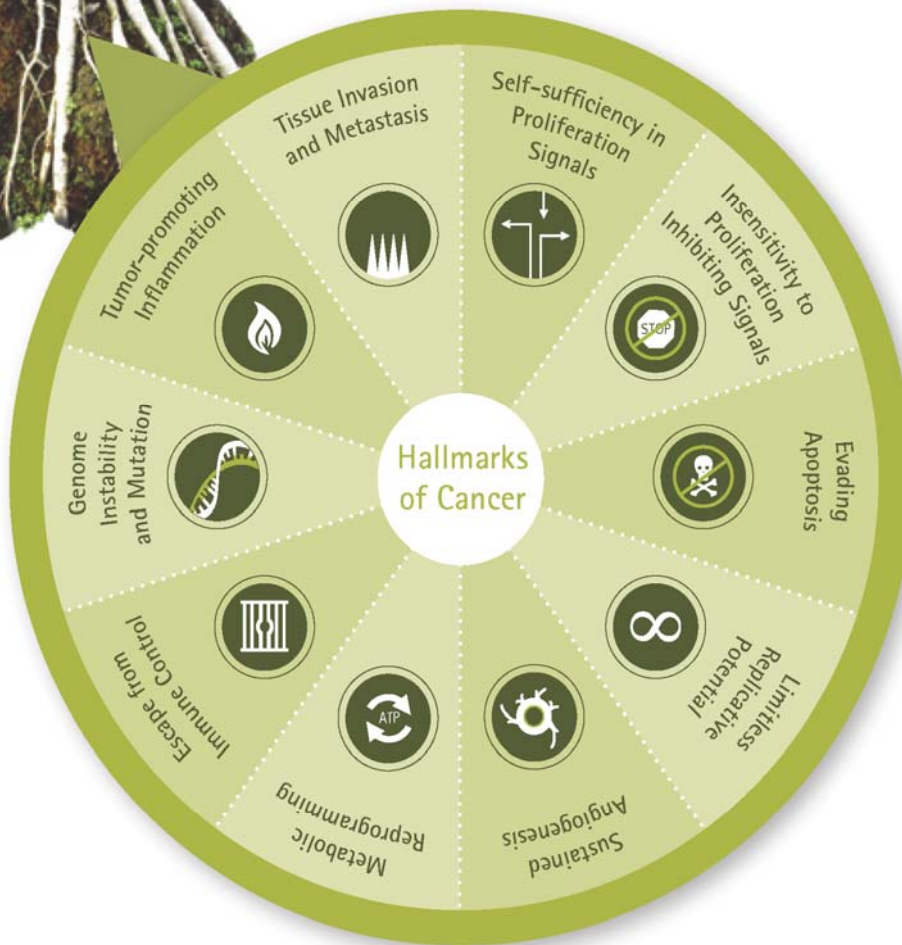 Hallmarks
of Cancer
Self-sufficiency in
Proliferation
Signals
Insensitivity to
Proliferation
Inhibiting Signals
STOP
Evading
Apoptosis
Limitless
Replicative
Potential
Sustained
Angiogenesis
Metabolic
Reprogramming
ATP
Escape from
Immune Control
Genome
Instability
and Mutation
Tumor-promoting
Inflammation
Tissue Invasion
and Metastasis